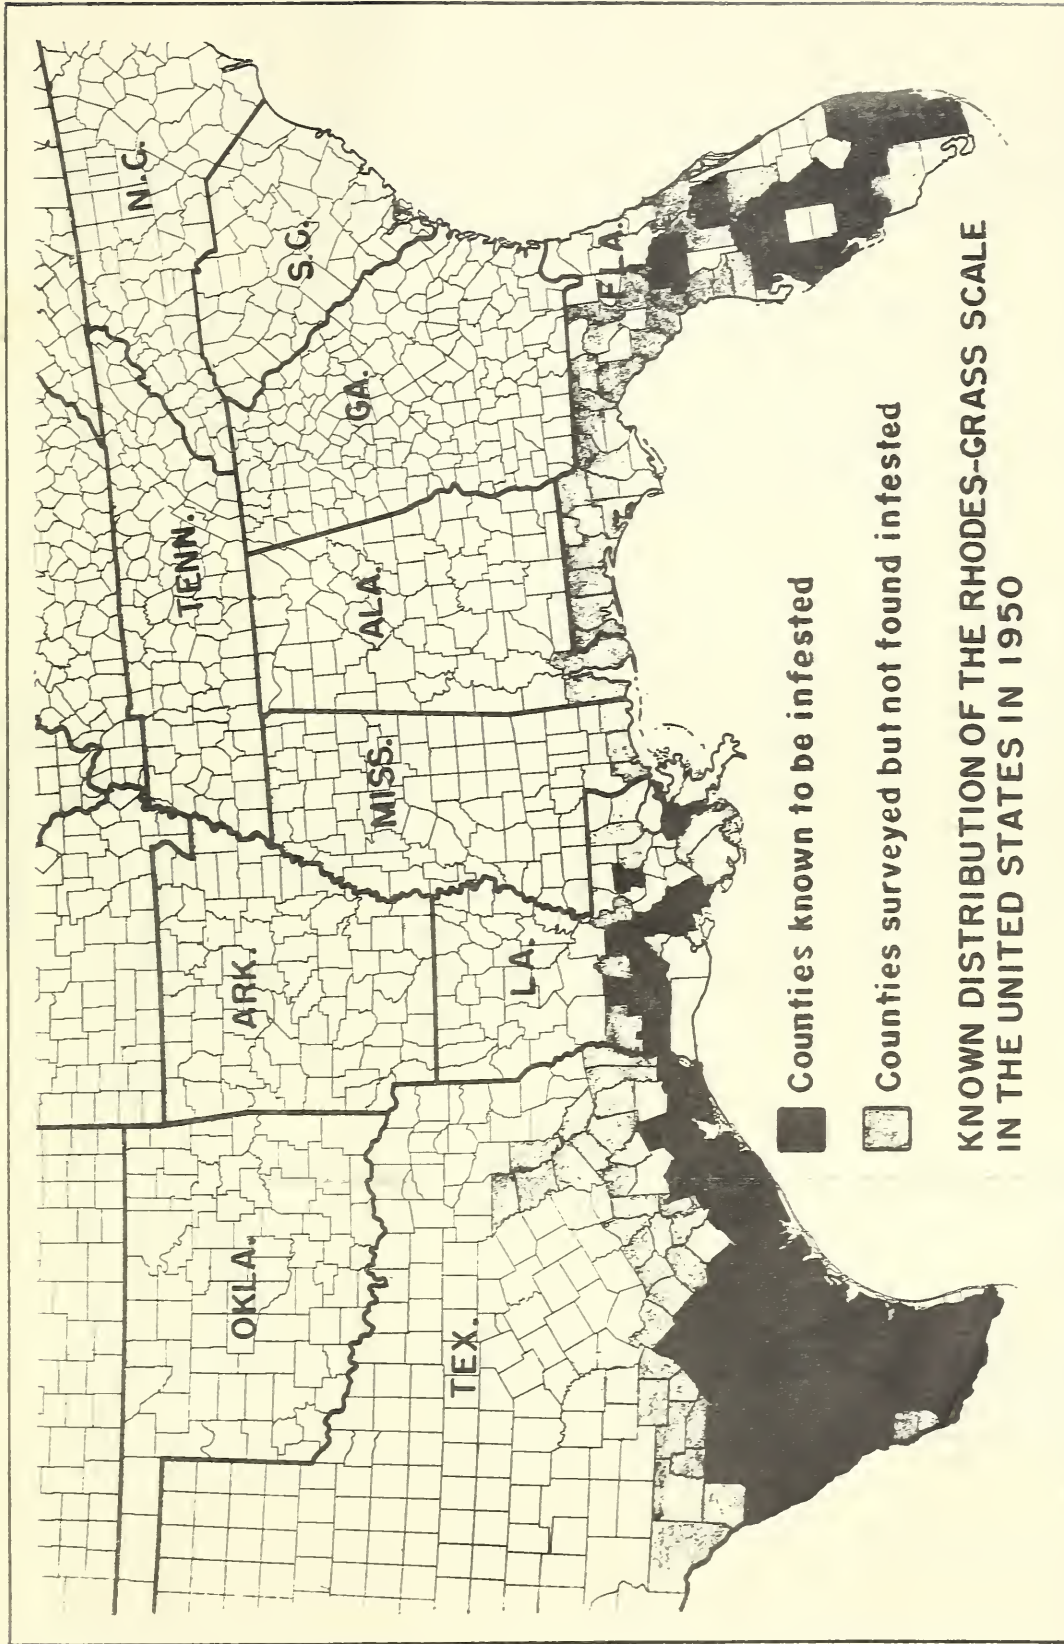 N.C.
TENN.
S.C.
OKLA.
ARK.
MISS.
ALA.
GA.
TEX.
LA.
FLA.
Counties known to be infested
Counties surveyed but not found infested
KNOWN DISTRIBUTION OF THE RHODES-GRASS SCALE
IN THE UNITED STATES IN 1950